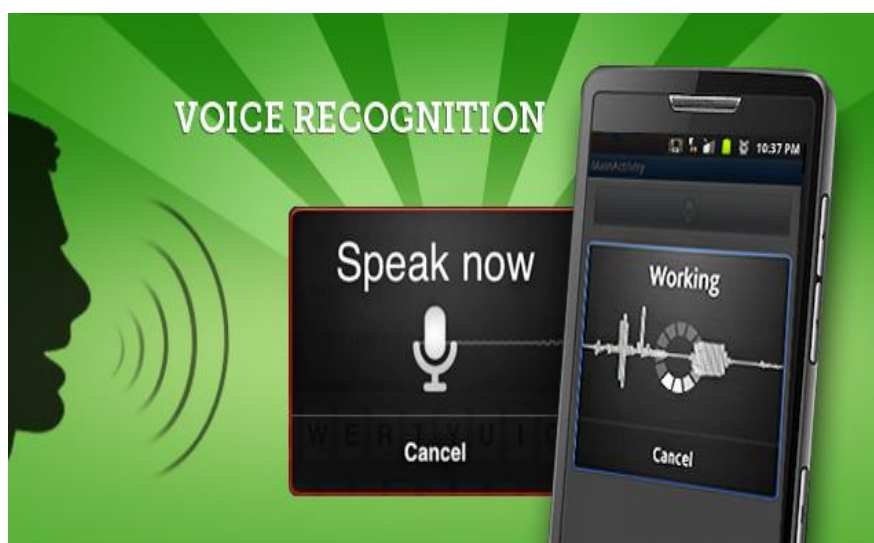 VOICE RECOGNITION
10:37 PM
MainActivity
Speak now
Working
W E R T Y U I O
Cancel
Cancel